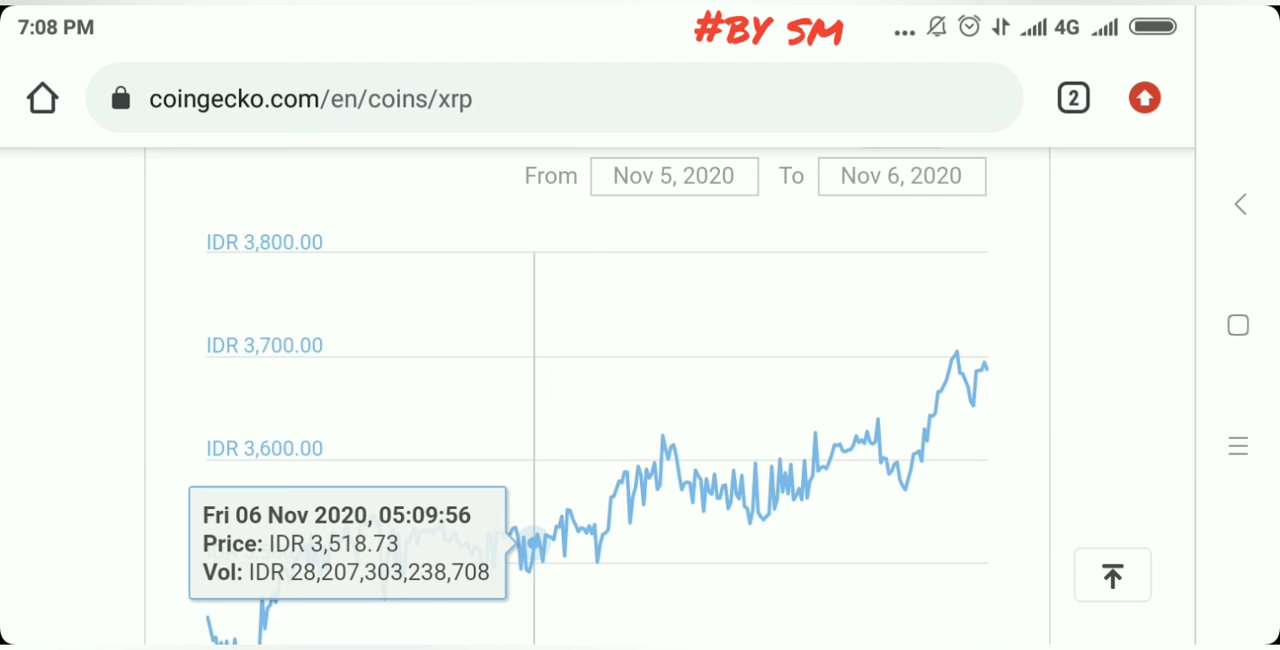 7:08 PM
#BY SM
4G
coingecko.com/en/coins/xrp
2
From Nov 5, 2020 To Nov 6, 2020
IDR 3,800.00
IDR 3,700.00
IDR 3,600.00
Fri 06 Nov 2020, 05:09:56
Price: IDR 3,518.73
Vol: IDR 28,207,303,238,708